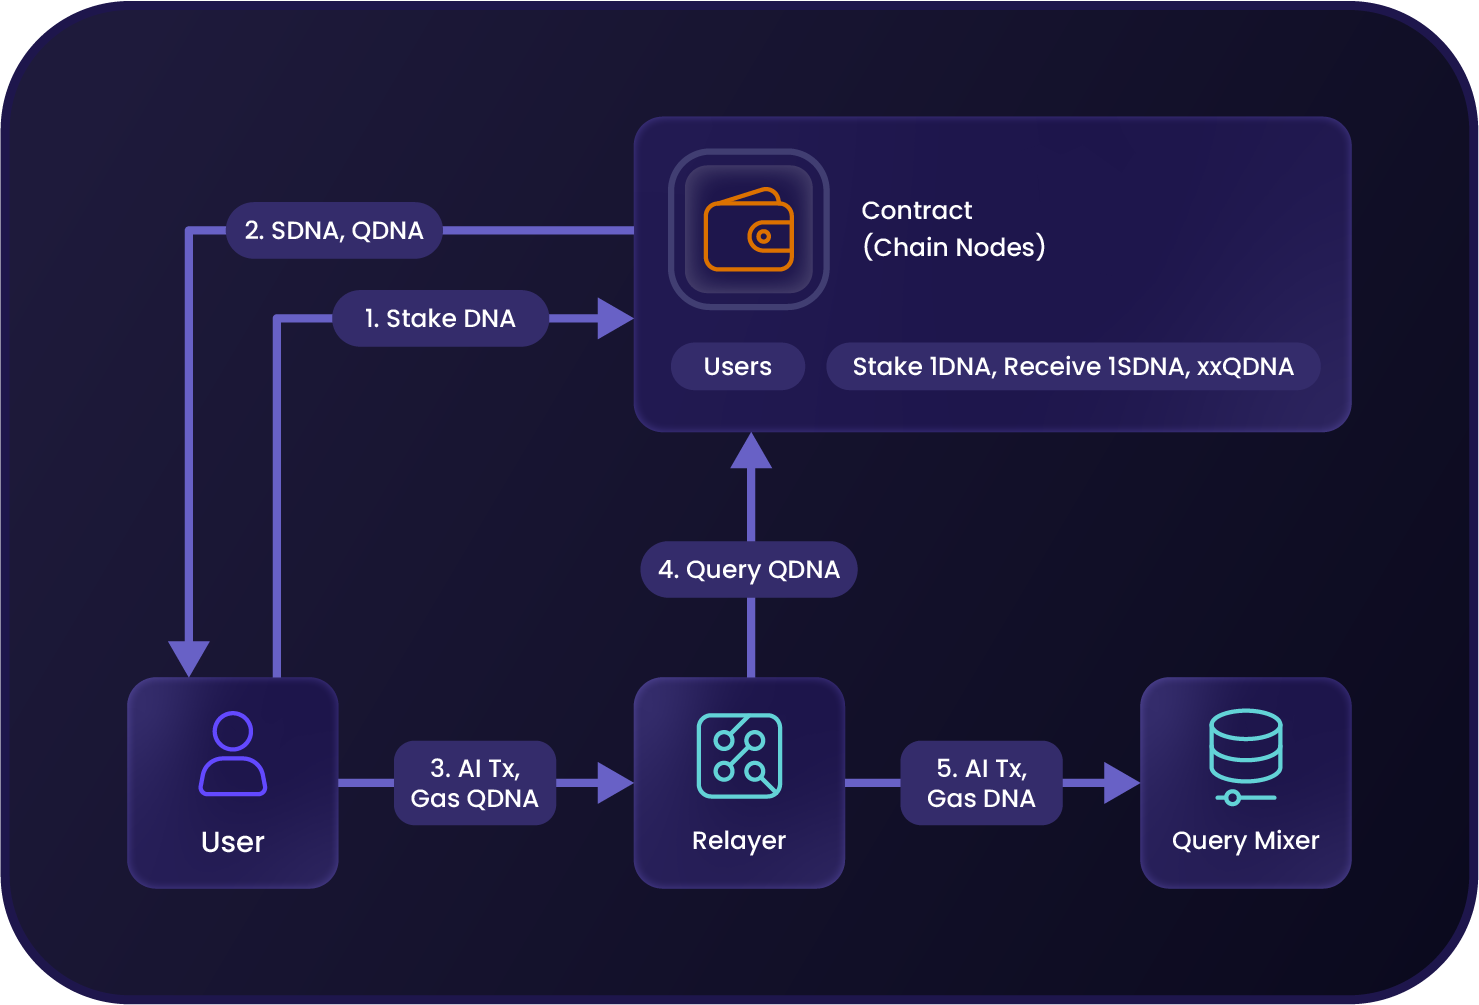 Contract
(Chain Nodes)
2. SDNA, QDNA
1. Stake DNA
Users
Stake 1DNA, Receive 1SDNA, xxQDNA
4. Query QDNA
3. AI Tx,
Gas QDNA
5. AI Tx,
Gas DNA
User
Relayer
Query Mixer